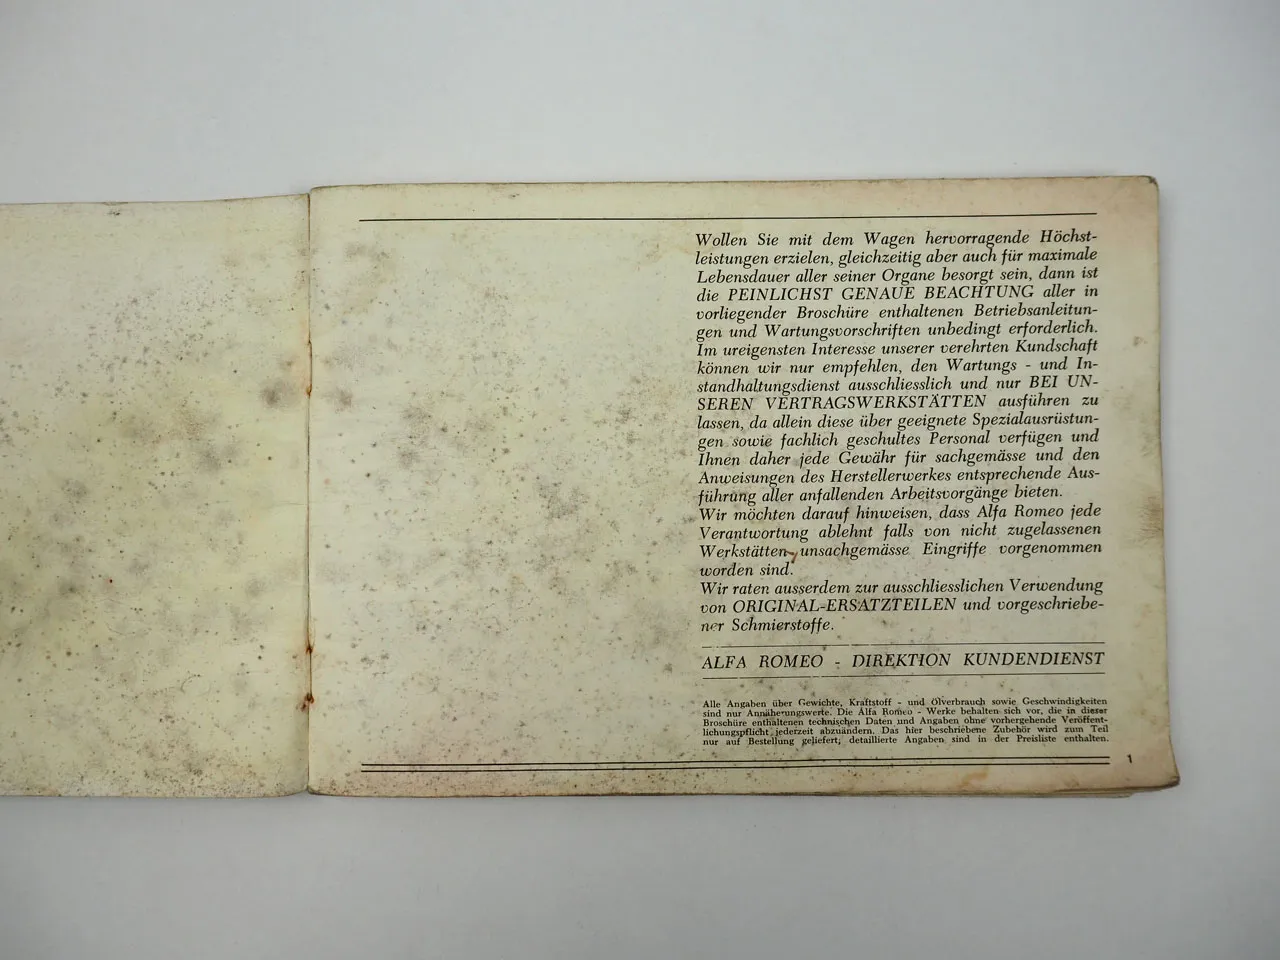 Wollen Sie mit dem Wagen hervorragende Höchst-
leistungen erzielen, gleichzeitig aber auch für maximale
Lebensdauer aller seiner Organe besorgt sein, dann ist
die PEINLICHST GENAUE BEACHTUNG aller in
vorliegender Broschüre enthaltenen Betriebsanleitun-
gen und Wartungsvorschriften unbedingt erforderlich.
Im ureigensten Interesse unserer verehrten Kundschaft
können wir nur empfehlen, den Wartungs - und In-
standhaltungsdienst ausschliesslich und nur BEI UN-
SEREN VERTRAGSWERKSTÄTTEN ausführen zu
lassen, da allein diese über geeignete Spezialausrüstun-
gen sowie fachlich geschultes Personal verfügen und
Ihnen daher jede Gewähr für sachgemässe und den
Anweisungen des Herstellerwerkes entsprechende Aus-
führung aller anfallenden Arbeitsvorgänge bieten.
Wir möchten darauf hinweisen, dass Alfa Romeo jede
Verantwortung ablehnt falls von nicht zugelassenen
Werkstätten unsachgemässe Eingriffe vorgenommen
worden sind.
Wir raten ausserdem zur ausschliesslichen Verwendung
von ORIGINAL-ERSATZTEILEN und vorgeschriebe-
ner Schmierstoffe.
ALFA ROMEO - DIREKTION KUNDENDIENST
Alle Angaben über Gewichte, Kraftstoff - und Ölverbrauch sowie Geschwindigkeiten
sind nur Annäherungswerte. Die Alfa Romeo - Werke behalten sich vor, die in dieser
Broschüre enthaltenen technischen Daten und Angaben ohne vorhergehende Veröffent-
lichungspflicht jederzeit abzuändern. Das hier beschriebene Zubehör wird zum Teil
nur auf Bestellung geliefert; detaillierte Angaben sind in der Preisliste enthalten.
1